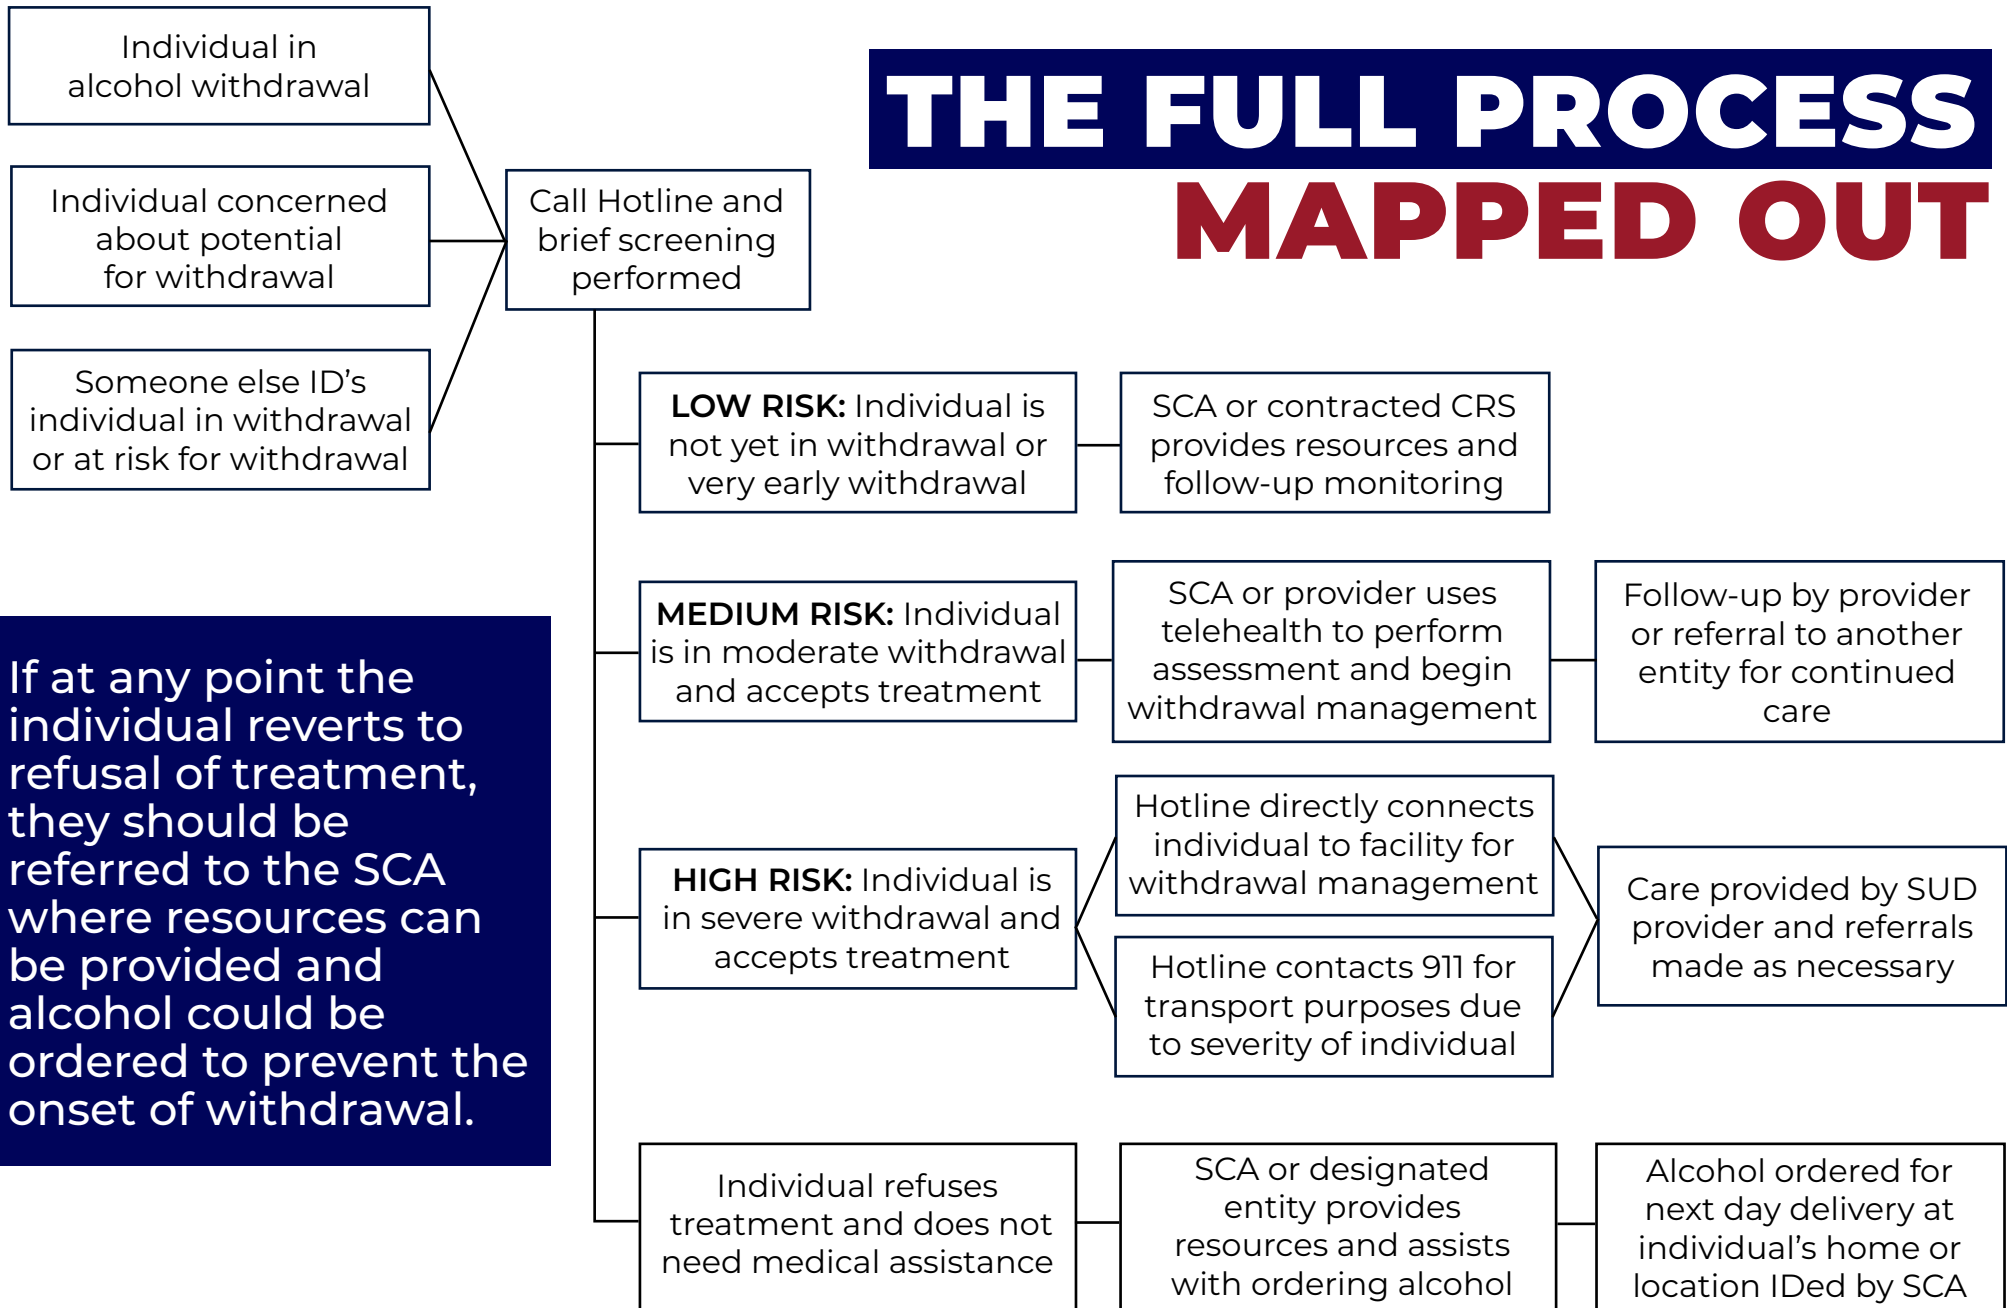 THE FULL PROCESS
MAPPED OUT
Individual in
alcohol withdrawal
Individual concerned
about potential
for withdrawal
Someone else ID's
individual in withdrawal
or at risk for withdrawal
Call Hotline and
brief screening
performed
LOW RISK: Individual is
not yet in withdrawal or
very early withdrawal
SCA or contracted CRS
provides resources and
follow-up monitoring
MEDIUM RISK: Individual
is in moderate withdrawal
and accepts treatment
SCA or provider uses
telehealth to perform
assessment and begin
withdrawal management
Follow-up by provider
or referral to another
entity for continued
care
HIGH RISK: Individual is
in severe withdrawal and
accepts treatment
Hotline directly connects
individual to facility for
withdrawal management
Hotline contacts 911 for
transport purposes due
to severity of individual
Care provided by SUD
provider and referrals
made as necessary
Individual refuses
treatment and does not
need medical assistance
SCA or designated
entity provides
resources and assists
with ordering alcohol
Alcohol ordered for
next day delivery at
individual's home or
location IDed by SCA
If at any point the
individual reverts to
refusal of treatment,
they should be
referred to the SCA
where resources can
be provided and
alcohol could be
ordered to prevent the
onset of withdrawal.